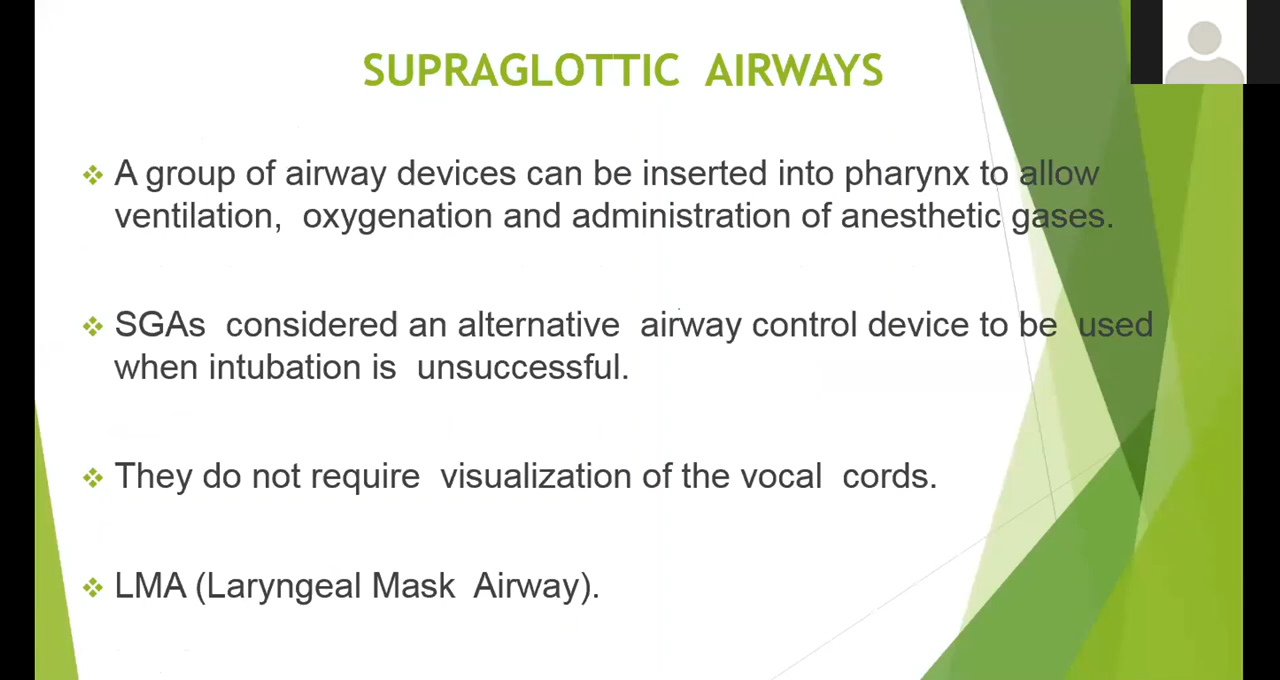 SUPRAGLOTTIC AIRWAYS
❖ A group of airway devices can be inserted into pharynx to allow
ventilation, oxygenation and administration of anesthetic gases.
❖ SGAs considered an alternative airway control device to be used
when intubation is unsuccessful.
❖ They do not require visualization of the vocal cords.
❖ LMA (Laryngeal Mask Airway).